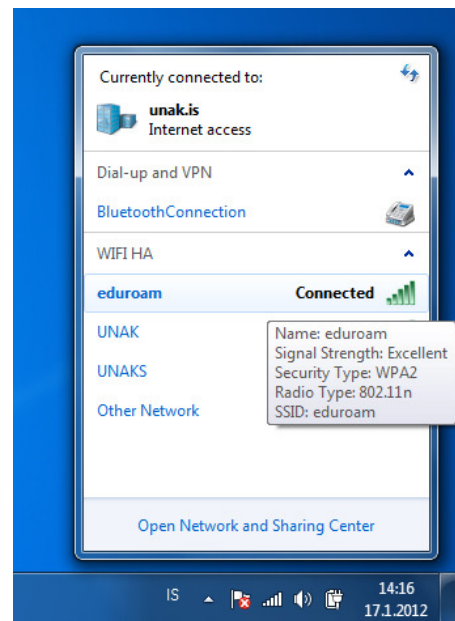 Currently connected to:
unak.is
Internet access
Dial-up and VPN
BluetoothConnection
WIFI HA
eduroam Connected
UNAK
UNAKS
Other Network
Name: eduroam
Signal Strength: Excellent
Security Type: WPA2
Radio Type: 802.11n
SSID: eduroam
Open Network and Sharing Center
IS
14:16
17.1.2012